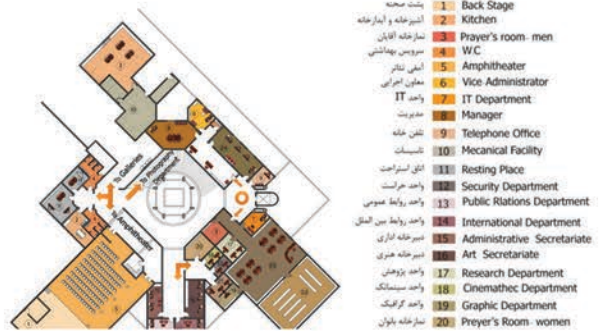 پشت صحنه 1 Back Stage
آشپزخانه و آبدارخانه 2 Kitchen
نمازخانه آقایان 3 Prayer's room- men
سرویس بهداشتی 4 W.C
آمفی تئاتر 5 Amphitheater
معاون اجرایی 6 Vice-Administrator
واحد IT 7 IT Department
مدیریت 8 Manager
تلفن خانه 9 Telephone Office
تاسیسات 10 Mecanical Facility
اتاق استراحت 11 Resting Place
واحد حراست 12 Security Department
واحد روابط عمومی 13 Public Rlations Department
واحد روابط بین الملل 14 International Department
دبیرخانه اداری 15 Administrative Secretariate
دبیرخانه هنری 16 Art Secretariate
واحد پژوهش 17 Research Department
واحد سینماتک 18 Cinemathec Department
واحد گرافیک 19 Graphic Department
نمازخانه بانوان 20 Preyer's Room- women
To Galleries
To Photography
Department
To Amphitheater